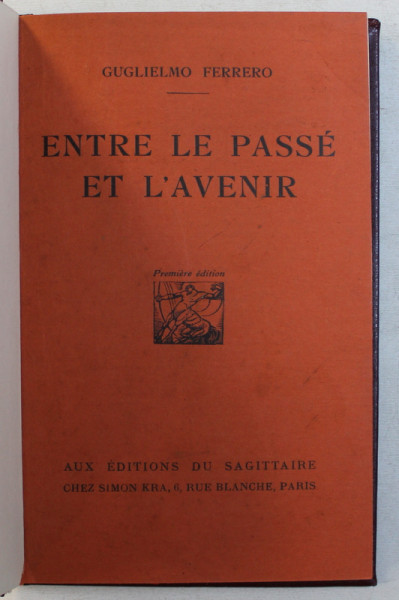 GUGLIELMO FERRERO
ENTRE LE PASSÉ
ET L'AVENIR
Première édition
AUX ÉDITIONS DU SAGITTAIRE
CHEZ SIMON KRA, 6, RUE BLANCHE, PARIS